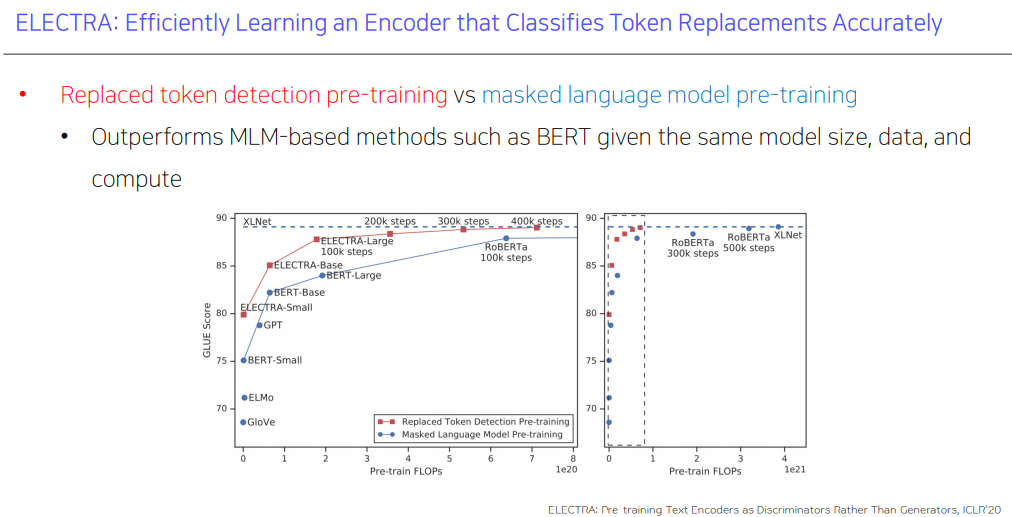 ELECTRA: Efficiently Learning an Encoder that Classifies Token Replacements Accurately
• Replaced token detection pre-training vs masked language model pre-training
• Outperforms MLM-based methods such as BERT given the same model size, data, and
compute
90
85
80
75
70
GLUE Score
XLNet
200k steps
300k steps
400k steps
ELECTRA-Large
100k steps
RoBERTa
100k steps
ELECTRA-Base
BERT-Large
BERT-Base
ELECTRA-Small
GPT
BERT-Small
ELMo
GloVe
Replaced Token Detection Pre-training
Masked Language Model Pre-training
0 1 2 3 4 5 6 7 8
Pre-train FLOPs
1e20
90
85
80
75
70
RoBERTa
300k steps
RoBERTa
500k steps
XLNet
0 1 2 3 4
Pre-train FLOPs
1e21
ELECTRA: Pre-training Text Encoders as Discriminators Rather Than Generators, ICLR'20